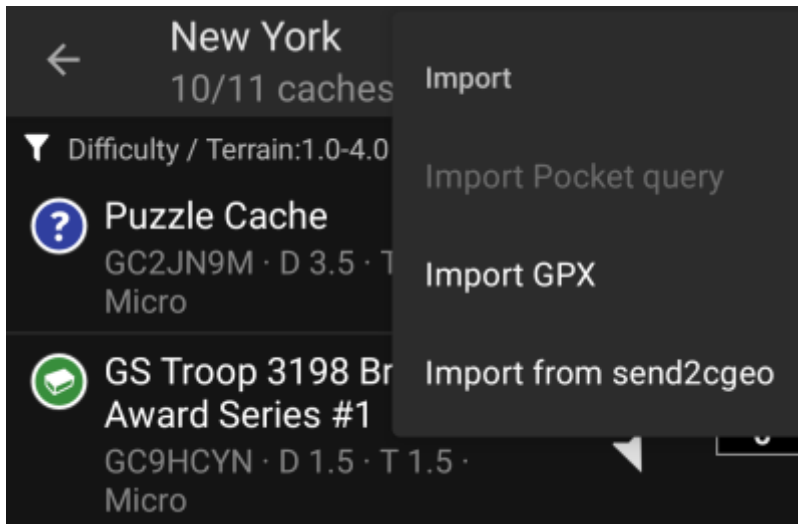 New York
10/11 caches
Difficulty / Terrain:1.0-4.0
?
Puzzle Cache
GC2JN9M · D 3.5 ·
Micro
GS Troop 3198
Award Series #1
GC9HCYN · D 1.5 · T 1.5 ·
Micro
Import
Import Pocket query
Import GPX
Import from send2cgeo